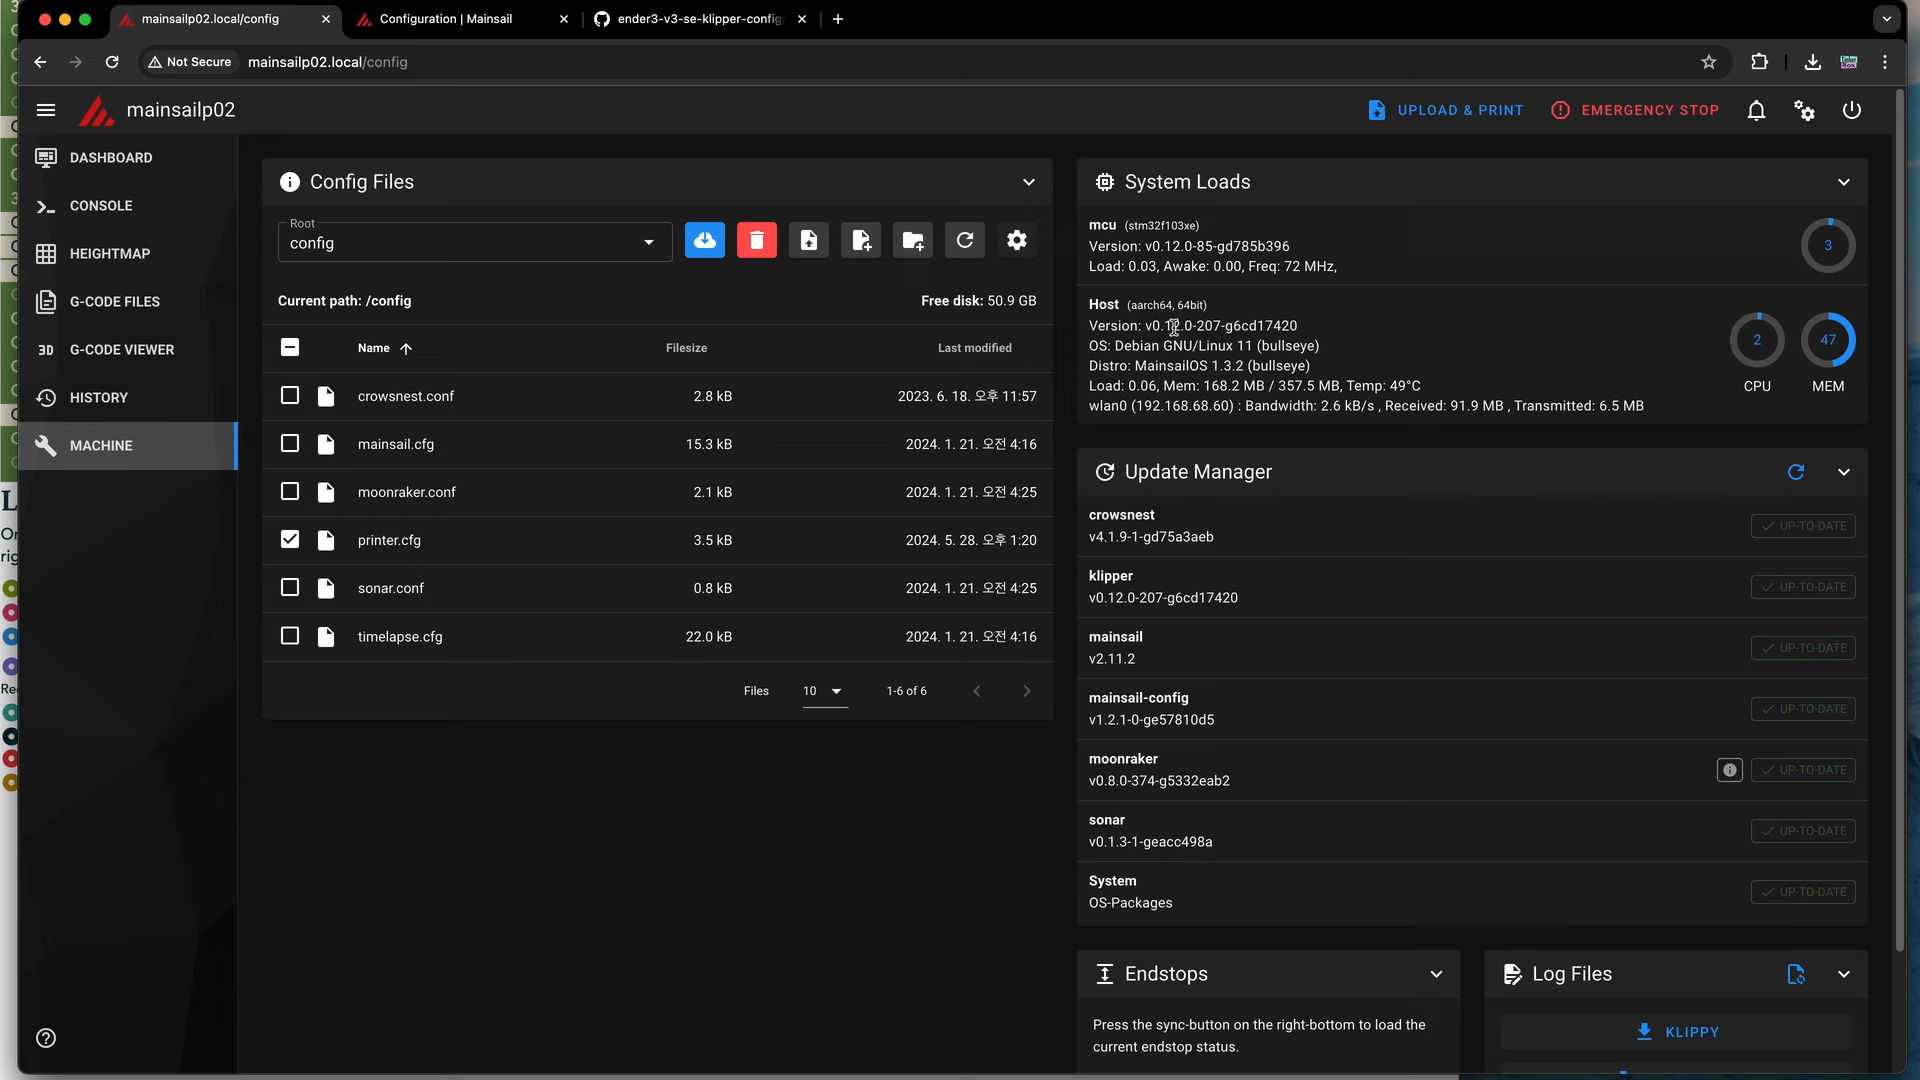 mainsailp02.local/config
Configuration | Mainsail
ender3-v3-se-klipper-config
Not Secure
mainsailp02.local/config
mainsailp02
UPLOAD & PRINT
EMERGENCY STOP
DASHBOARD
CONSOLE
HEIGHTMAP
G-CODE FILES
3D G-CODE VIEWER
HISTORY
MACHINE
Config Files
Root
config
Current path: /config
Free disk: 50.9 GB
Name
Filesize
Last modified
crowsnest.conf 2.8 kB 2023. 6. 18. 오후 11:57
mainsail.cfg 15.3 kB 2024. 1. 21. 오전 4:16
moonraker.conf 2.1 kB 2024. 1. 21. 오전 4:25
printer.cfg 3.5 kB 2024. 5. 28. 오후 1:20
sonar.conf 0.8 kB 2024. 1. 21. 오전 4:25
timelapse.cfg 22.0 kB 2024. 1. 21. 오전 4:16
Files 10 1-6 of 6
System Loads
mcu (stm32f103xe)
Version: v0.12.0-85-gd785b396
Load: 0.03, Awake: 0.00, Freq: 72 MHz,
3
Host (aarch64, 64bit)
Version: v0.12.0-207-g6cd17420
OS: Debian GNU/Linux 11 (bullseye)
Distro: MainsailOS 1.3.2 (bullseye)
Load: 0.06, Mem: 168.2 MB / 357.5 MB, Temp: 49°C
wlan0 (192.168.68.60) : Bandwidth: 2.6 kB/s , Received: 91.9 MB , Transmitted: 6.5 MB
2
47
CPU
MEM
Update Manager
crowsnest
v4.1.9-1-gd75a3aeb
UP-TO-DATE
klipper
v0.12.0-207-g6cd17420
UP-TO-DATE
mainsail
v2.11.2
UP-TO-DATE
mainsail-config
v1.2.1-0-ge57810d5
UP-TO-DATE
moonraker
v0.8.0-374-g5332eab2
UP-TO-DATE
sonar
v0.1.3-1-geacc498a
UP-TO-DATE
System
OS-Packages
UP-TO-DATE
Endstops
Press the sync-button on the right-bottom to load the
current endstop status.
Log Files
KLIPPY